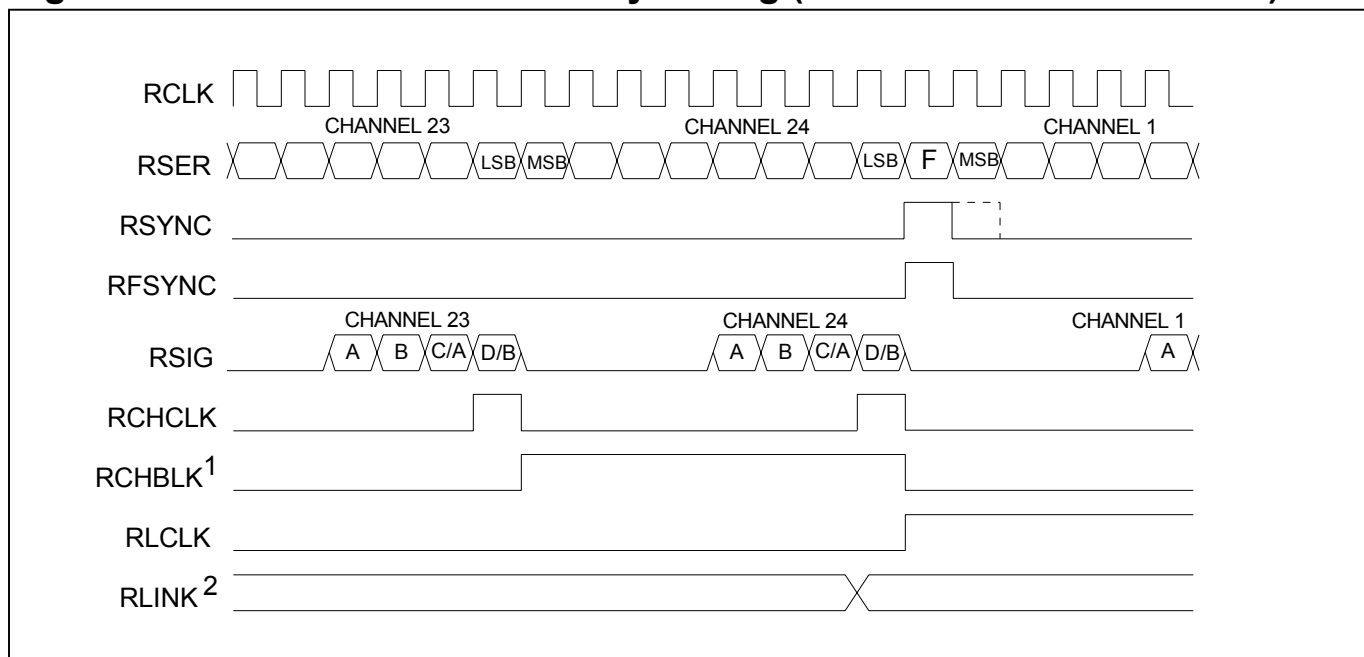 RCLK
CHANNEL 23 CHANNEL 24 CHANNEL 1
RSER LSB MSB LSB F MSB
RSYNC
RFSYNC
CHANNEL 23 CHANNEL 24 CHANNEL 1
RSIG A B C/A D/B A B C/A D/B A
RCHCLK
RCHBLK1
RLCLK
RLINK2